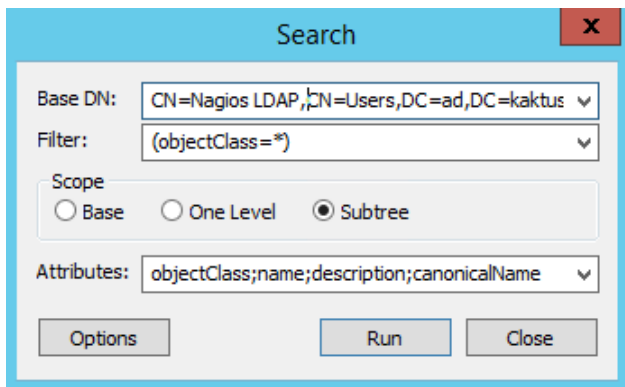 Search
x
Base DN: CN=Nagios LDAP,CN=Users,DC=ad,DC=kaktus
Filter: (objectClass=*)
Scope
Base One Level Subtree
Attributes: objectClass;name;description;canonicalName
Options Run Close